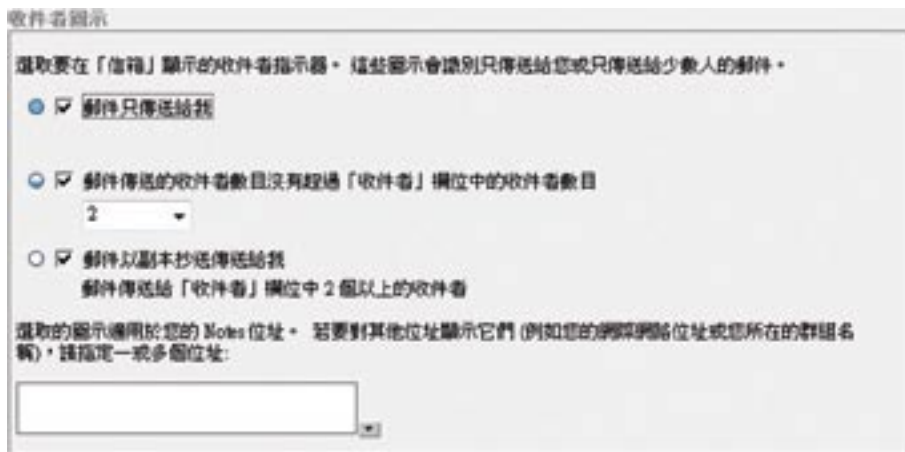 收件者圖示
選取要在「信箱」顯示的收件者指示器。 這些圖示會識別只傳送給您或只傳送給少數人的郵件。
郵件只傳送給我
郵件傳送的收件者數目沒有超過「收件者」欄位中的收件者數目
2
郵件以副本抄送傳送給我
郵件傳送給「收件者」欄位中 2 個以上的收件者
選取的圖示適用於您的 Notes 位址。 若要對其他位址顯示它們 (例如您的網際網路位址或您所在的群組名
稱),請指定一或多個位址: